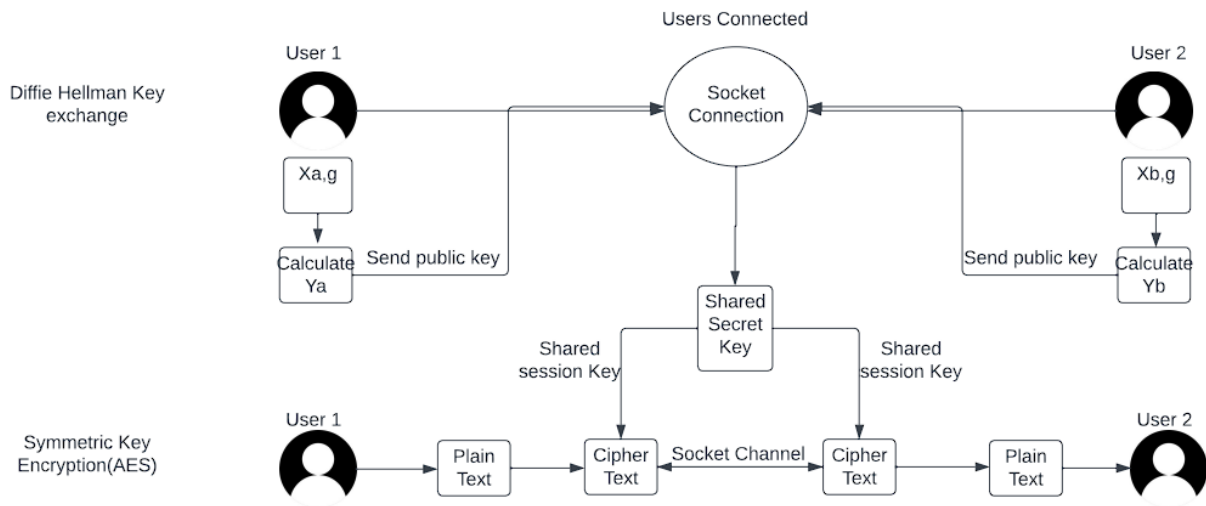 Users Connected
User 1
User 2
Diffie Hellman Key
exchange
Socket
Connection
Xa,g
Xb,g
Calculate
Ya
Send public key
Send public key
Calculate
Yb
Shared
Secret
Key
Shared
session Key
Shared
session Key
User 1
User 2
Symmetric Key
Encryption(AES)
Plain
Text
Cipher
Text
Socket Channel
Cipher
Text
Plain
Text